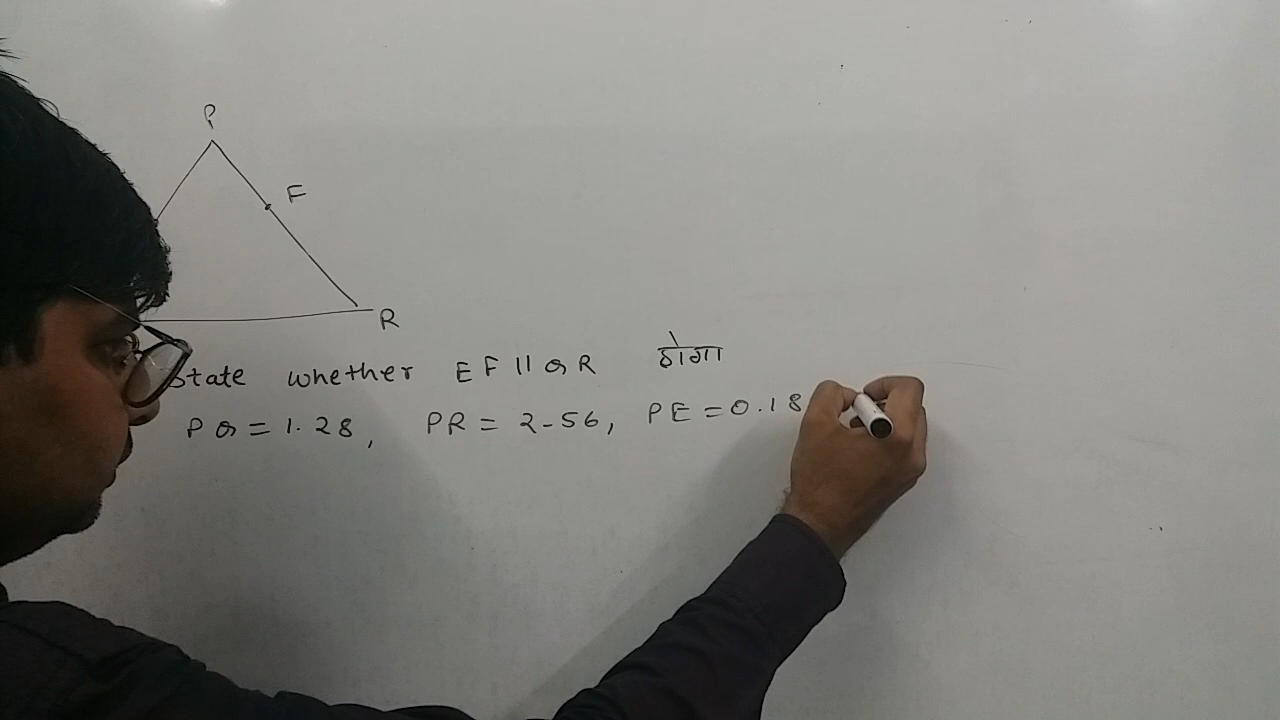 P
F
R
State whether EF || QR होगा
PQ = 1.28, PR = 2.56, PE = 0.18